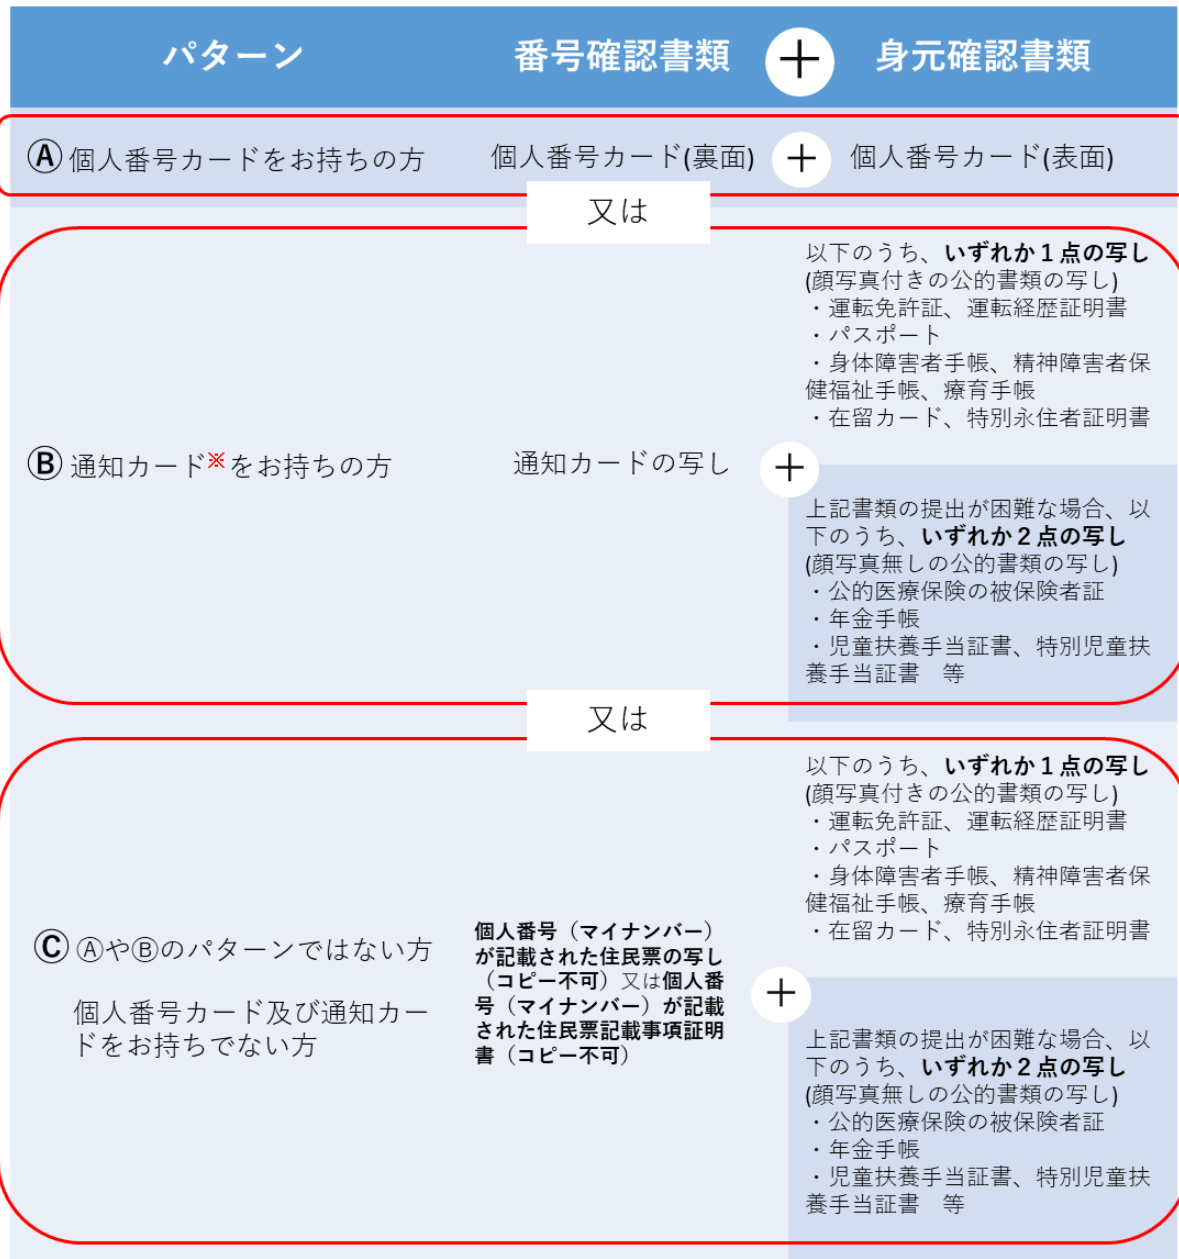 パターン
番号確認書類
＋
身元確認書類
Ⓐ個人番号カードをお持ちの方
個人番号カード(裏面)
＋
個人番号カード(表面)
又は
Ⓑ通知カード※をお持ちの方
通知カードの写し
＋
以下のうち、いずれか１点の写し
(顔写真付きの公的書類の写し)
・運転免許証、運転経歴証明書
・パスポート
・身体障害者手帳、精神障害者保
健福祉手帳、療育手帳
・在留カード、特別永住者証明書
上記書類の提出が困難な場合、以
下のうち、いずれか２点の写し
(顔写真無しの公的書類の写し)
・公的医療保険の被保険者証
・年金手帳
・児童扶養手当証書、特別児童扶
養手当証書　等
又は
ⒸⒶやⒷのパターンではない方
個人番号カード及び通知カー
ドをお持ちでない方
個人番号（マイナンバー）
が記載された住民票の写し
（コピー不可）又は個人番
号（マイナンバー）が記載
された住民票記載事項証明
書（コピー不可）
＋
以下のうち、いずれか１点の写し
(顔写真付きの公的書類の写し)
・運転免許証、運転経歴証明書
・パスポート
・身体障害者手帳、精神障害者保
健福祉手帳、療育手帳
・在留カード、特別永住者証明書
上記書類の提出が困難な場合、以
下のうち、いずれか２点の写し
(顔写真無しの公的書類の写し)
・公的医療保険の被保険者証
・年金手帳
・児童扶養手当証書、特別児童扶
養手当証書　等